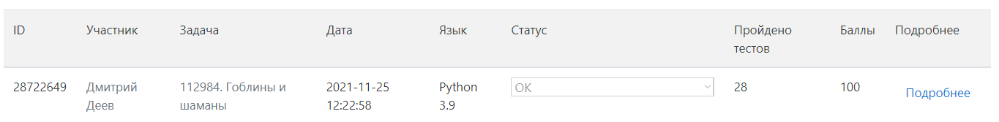 ID Участник Задача Дата Язык Статус Пройдено тестов Баллы Подробнее
28722649 Дмитрий Деев 112984. Гоблины и шаманы 2021-11-25 12:22:58 Python 3.9 OK 28 100 Подробнее